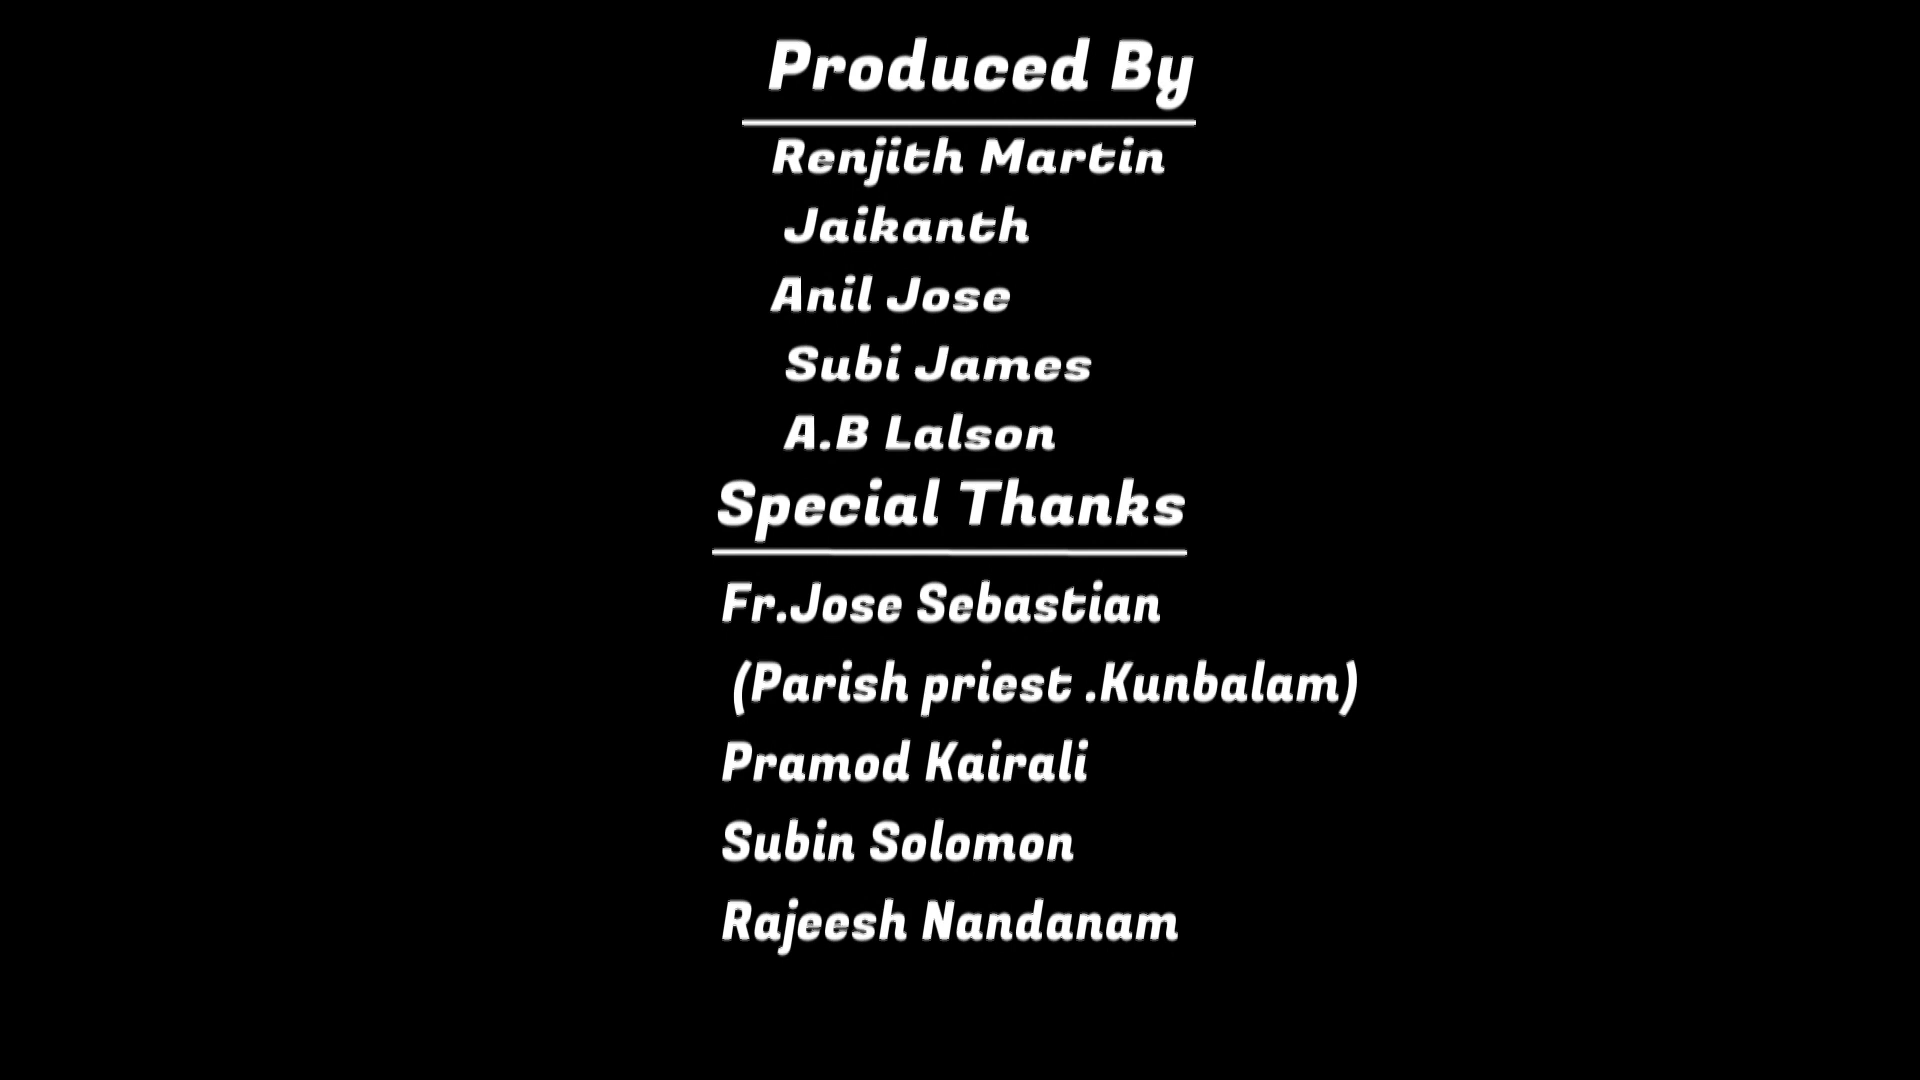 Produced By
Renjith Martin
Jaikanth
Anil Jose
Subi James
A.B Lalson
Special Thanks
Fr.Jose Sebastian
(Parish priest .Kunbalam)
Pramod Kairali
Subin Solomon
Rajeesh Nandanam